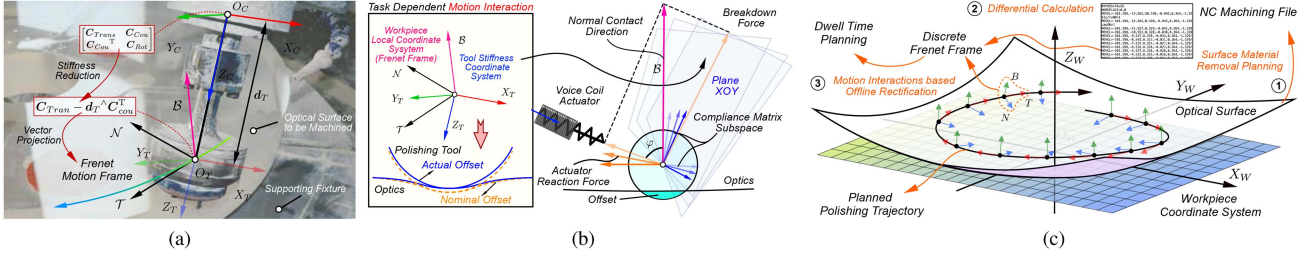 O_C
C_Trans C_Cou
C_Cou^T C_Rot
Y_C
X_C
Z_C
Stiffness
Reduction
d_T
B
C_Tran − d_T^∧ C_cou^T
N
Y_T
Optical Surface
to be Machined
Vector
Projection
Frenet
Motion Frame
O_T
X_T
T
Z_T
Supporting Fixture
(a)
Task Dependent Motion Interaction
Workpiece
Local Coordinate
Sysytem
(Frenet Frame)
B
Tool Stiffness
Coordinate
System
N
Y_T
X_T
T
Z_T
Polishing Tool
Actual Offset
Optics
Nominal Offset
Breakdown
Force
Normal Contact
Direction
B
Plane
XOY
Voice Coil
Actuator
Compliance Matrix
Subspace
φ
Actuator
Reaction Force
Optics
Offset
(b)
② Differential Calculation
NC Machining File
Dwell Time
Planning
Discrete
Frenet Frame
Surface Material
Removal Planning
Z_W
③ Motion Interactions based
Offline Rectification
B
T
N
Y_W
①
Optical Surface
X_W
Planned
Polishing Trajectory
Workpiece
Coordinate System
(c)